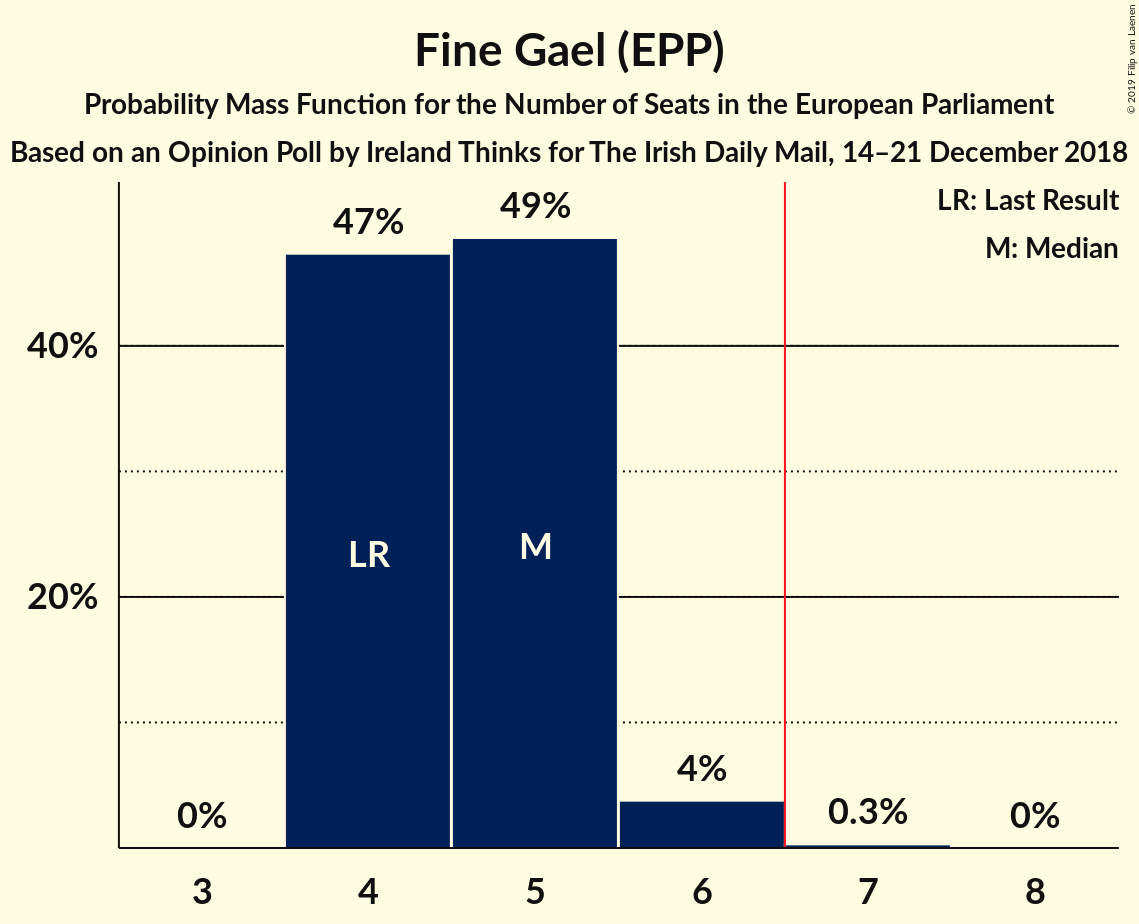 Fine Gael (EPP)
Probability Mass Function for the Number of Seats in the European Parliament
Based on an Opinion Poll by Ireland Thinks for The Irish Daily Mail, 14–21 December 2018
© 2019 Filip van Laenen
LR: Last Result
M: Median
47%
49%
40%
LR
M
20%
0%
4%
0.3%
0%
3
4
5
6
7
8